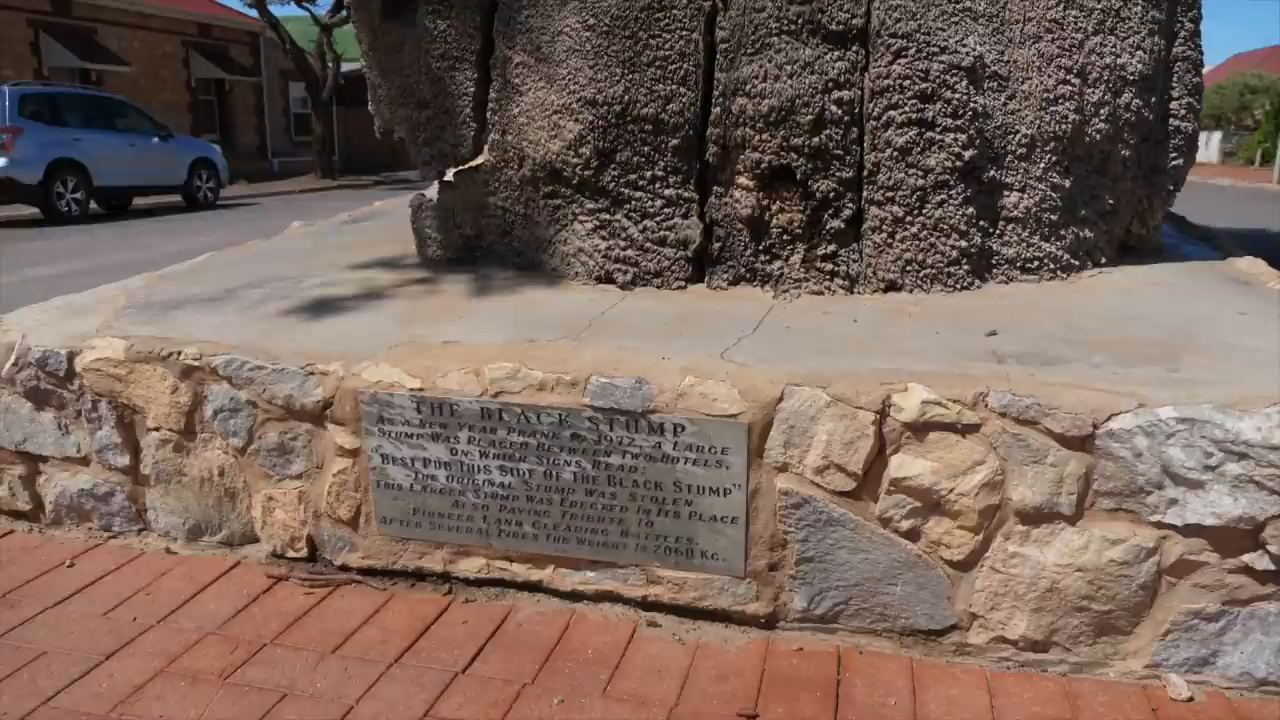 THE BLACK STUMP
AS A NEW YEAR PRANK IN 1972, A LARGE
STUMP WAS PLACED BETWEEN TWO HOTELS,
ON WHICH SIGNS READ:
"BEST PUB THIS SIDE OF THE BLACK STUMP"
THE ORIGINAL STUMP WAS STOLEN
THIS LARGER STUMP WAS ERECTED IN ITS PLACE
ALSO PAYING TRIBUTE TO
PIONEER LAND CLEARING BATTLES.
AFTER SEVERAL FIRES THE WEIGHT IS 2060 KG.